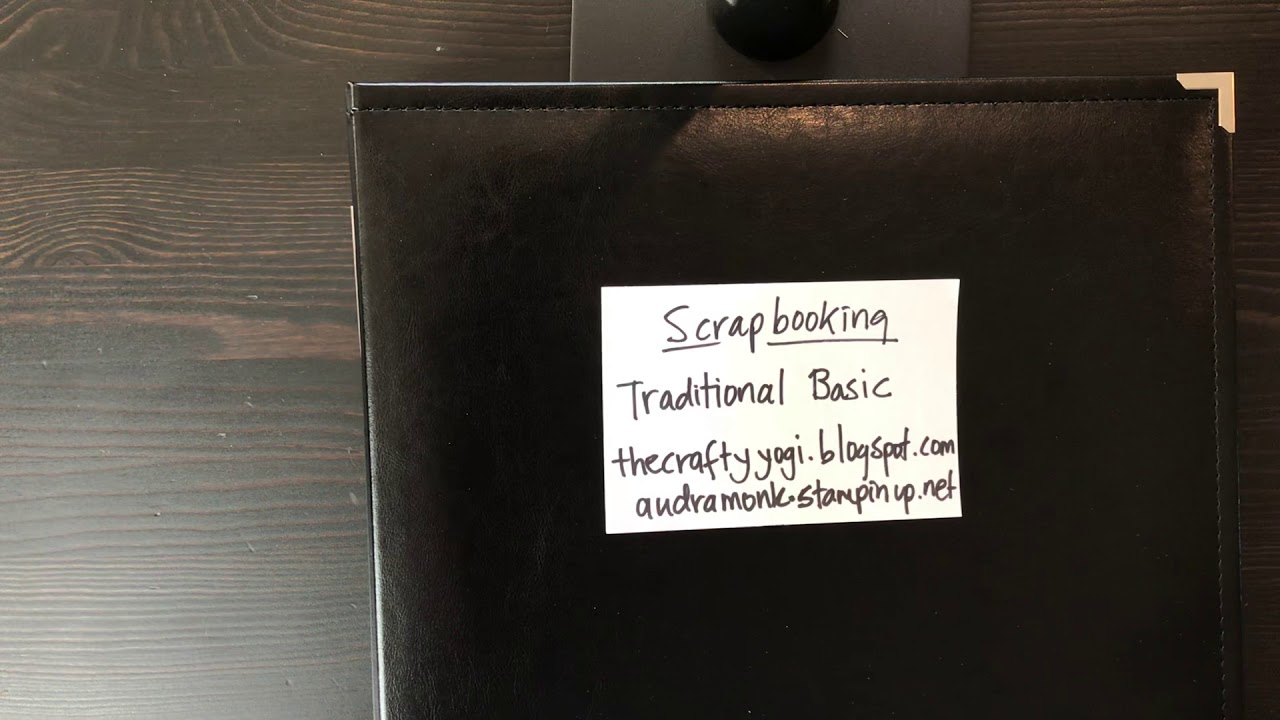 Scrapbooking
Traditional Basic
thecraftyyogi.blogspot.com
audramonk.stampinup.net